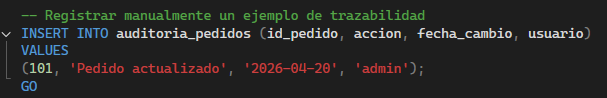 -- Registrar manualmente un ejemplo de trazabilidad
INSERT INTO auditoria_pedidos (id_pedido, accion, fecha_cambio, usuario)
VALUES
(101, 'Pedido actualizado', '2026-04-20', 'admin');
GO